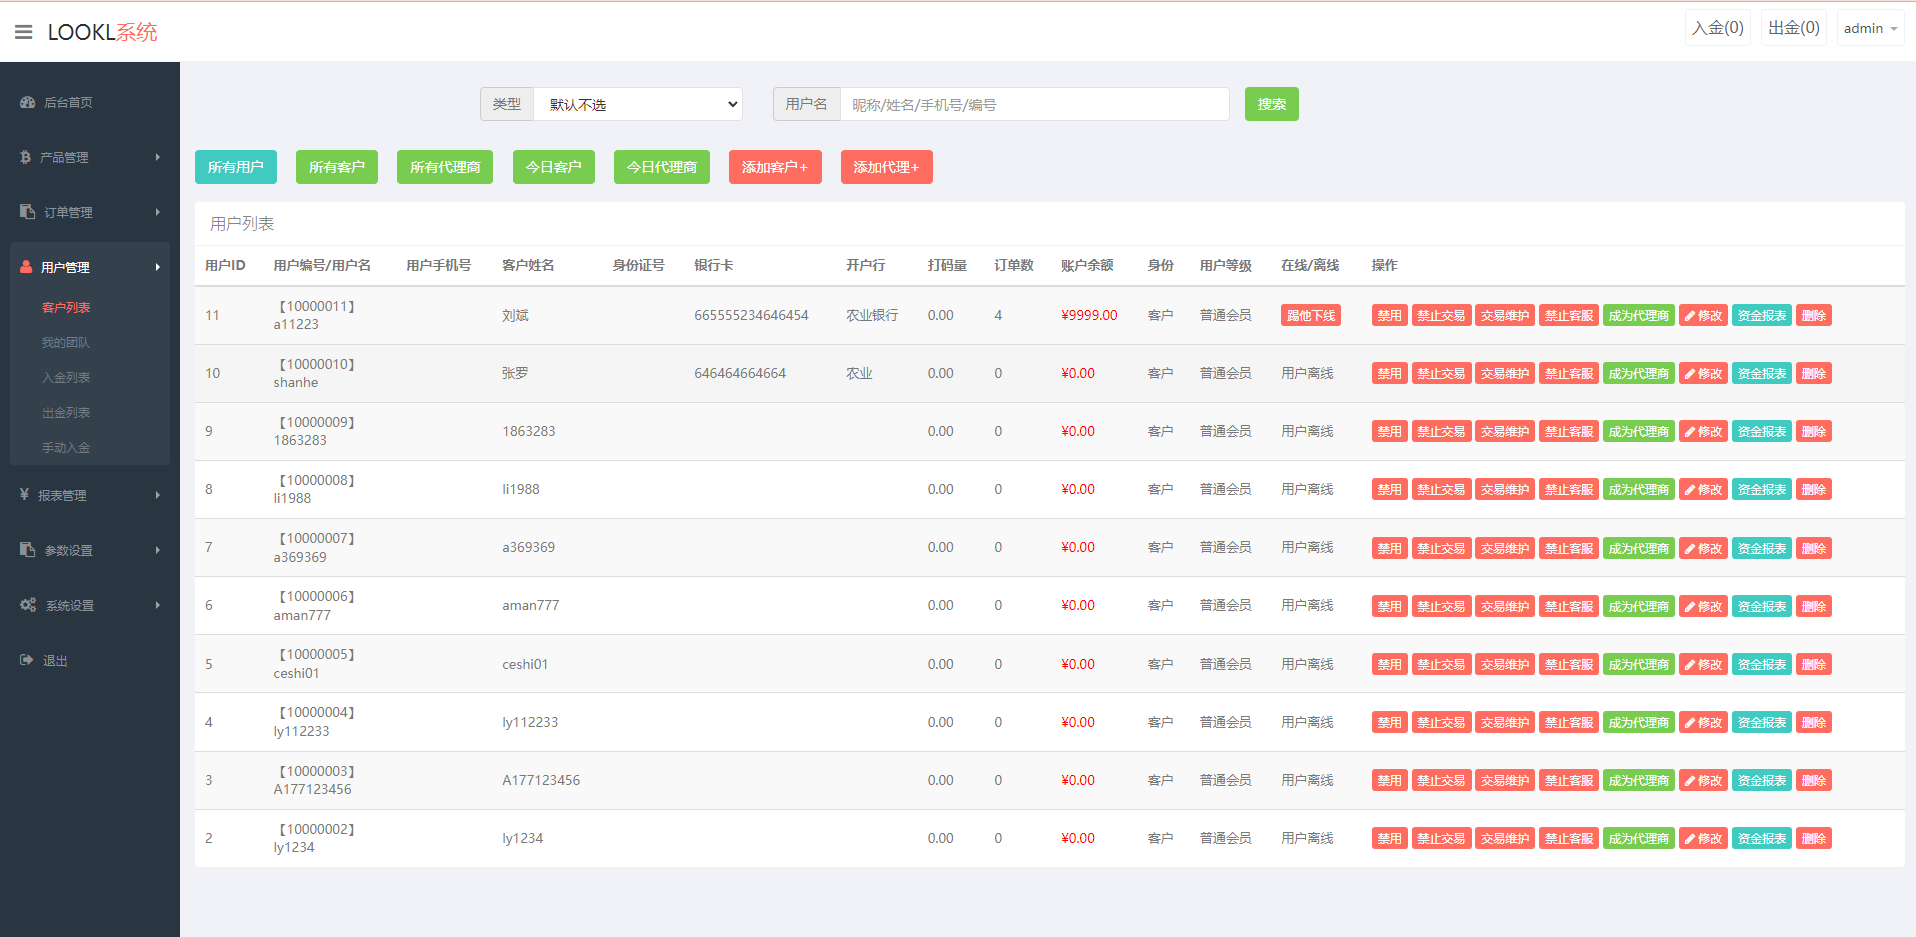 LOOKL系统
入金(0) 出金(0) admin
后台首页
产品管理
订单管理
用户管理
客户列表
我的团队
入金列表
出金列表
手动入金
报表管理
参数设置
系统设置
退出
类型 默认不选 用户名 昵称/姓名/手机号/编号 搜索
所有用户 所有客户 所有代理商 今日客户 今日代理商 添加客户+ 添加代理+
用户列表
用户ID 用户编号/用户名 用户手机号 客户姓名 身份证号 银行卡 开户行 打码量 订单数 账户余额 身份 用户等级 在线/离线 操作
【10000011】
11 a11223 刘斌 665555234646454 农业银行 0.00 4 ¥9999.00 客户 普通会员 踢他下线 禁用 禁止交易 交易维护 禁止客服 成为代理商 修改 资金报表 删除
【10000010】
10 shanhe 张罗 646464664664 农业 0.00 0 ¥0.00 客户 普通会员 用户离线 禁用 禁止交易 交易维护 禁止客服 成为代理商 修改 资金报表 删除
【10000009】
9 1863283 1863283 0.00 0 ¥0.00 客户 普通会员 用户离线 禁用 禁止交易 交易维护 禁止客服 成为代理商 修改 资金报表 删除
【10000008】
8 li1988 li1988 0.00 0 ¥0.00 客户 普通会员 用户离线 禁用 禁止交易 交易维护 禁止客服 成为代理商 修改 资金报表 删除
【10000007】
7 a369369 a369369 0.00 0 ¥0.00 客户 普通会员 用户离线 禁用 禁止交易 交易维护 禁止客服 成为代理商 修改 资金报表 删除
【10000006】
6 aman777 aman777 0.00 0 ¥0.00 客户 普通会员 用户离线 禁用 禁止交易 交易维护 禁止客服 成为代理商 修改 资金报表 删除
【10000005】
5 ceshi01 ceshi01 0.00 0 ¥0.00 客户 普通会员 用户离线 禁用 禁止交易 交易维护 禁止客服 成为代理商 修改 资金报表 删除
【10000004】
4 ly112233 ly112233 0.00 0 ¥0.00 客户 普通会员 用户离线 禁用 禁止交易 交易维护 禁止客服 成为代理商 修改 资金报表 删除
【10000003】
3 A177123456 A177123456 0.00 0 ¥0.00 客户 普通会员 用户离线 禁用 禁止交易 交易维护 禁止客服 成为代理商 修改 资金报表 删除
【10000002】
2 ly1234 ly1234 0.00 0 ¥0.00 客户 普通会员 用户离线 禁用 禁止交易 交易维护 禁止客服 成为代理商 修改 资金报表 删除